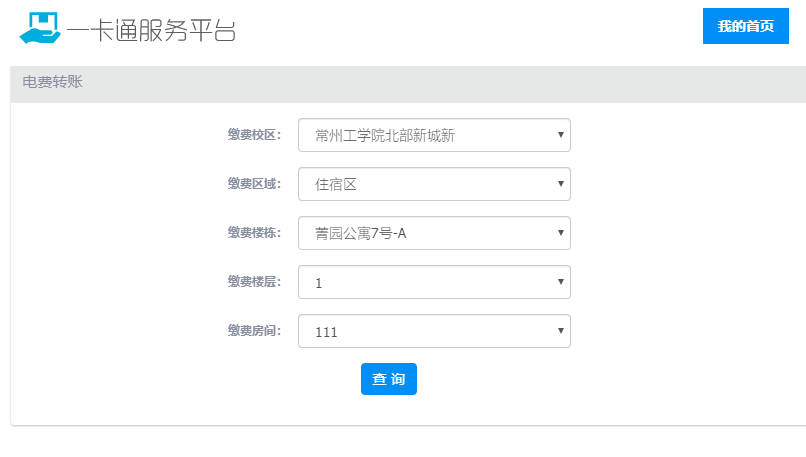 一卡通服务平台
我的首页
电费转账
缴费校区： 常州工学院北部新城新
缴费区域： 住宿区
缴费楼栋： 菁园公寓7号-A
缴费楼层： 1
缴费房间： 111
查 询